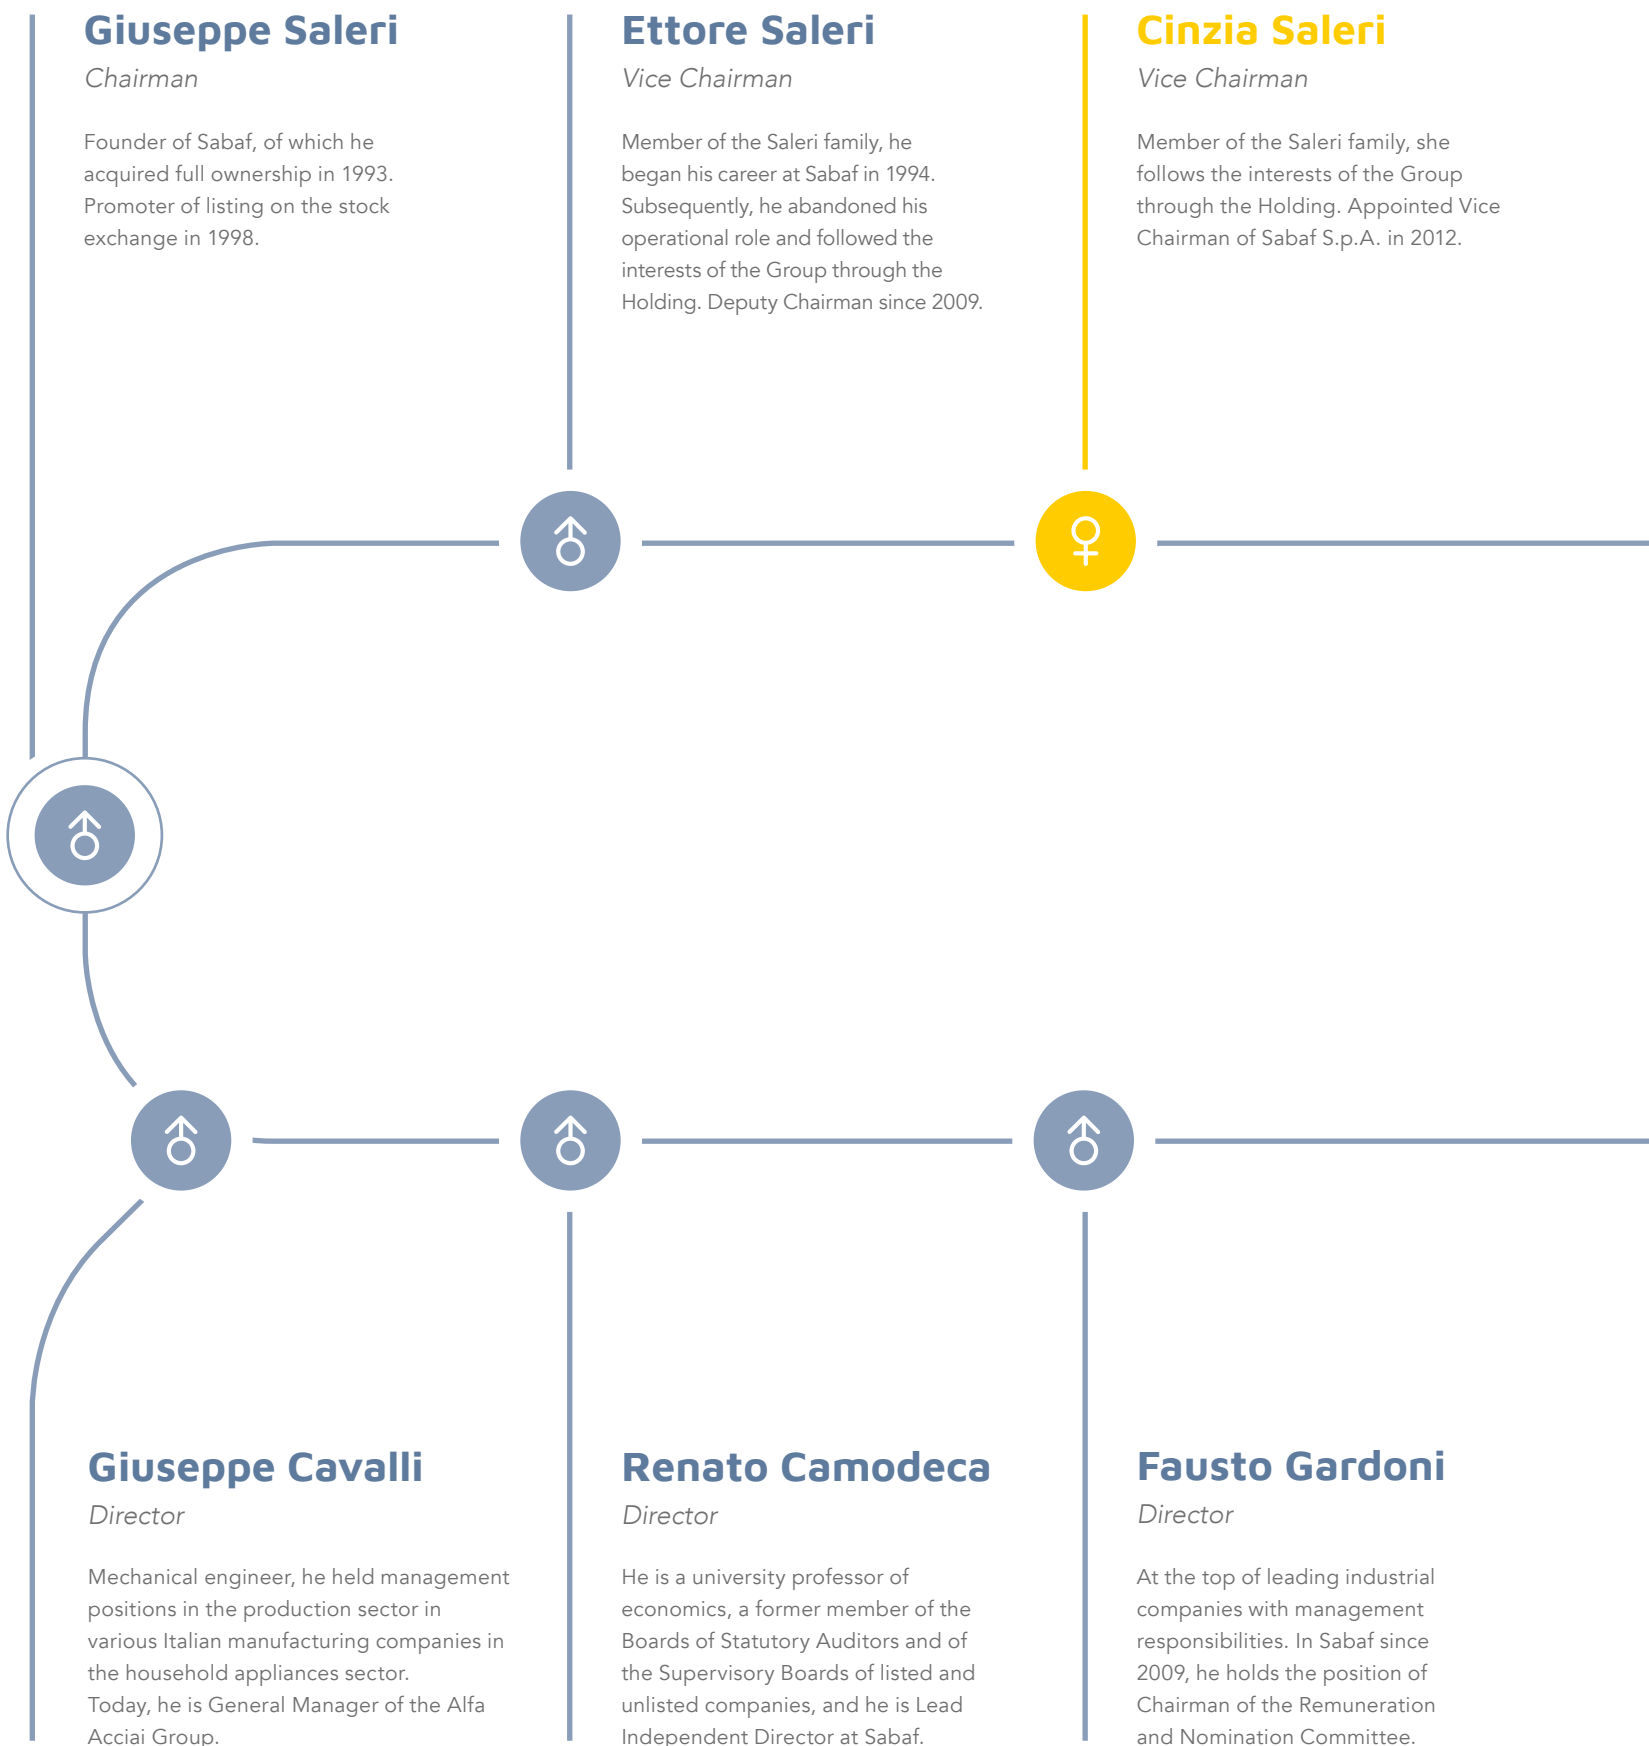 Giuseppe Saleri
Chairman
Founder of Sabaf, of which he
acquired full ownership in 1993.
Promoter of listing on the stock
exchange in 1998.
Ettore Saleri
Vice Chairman
Member of the Saleri family, he
began his career at Sabaf in 1994.
Subsequently, he abandoned his
operational role and followed the
interests of the Group through the
Holding. Deputy Chairman since 2009.
Cinzia Saleri
Vice Chairman
Member of the Saleri family, she
follows the interests of the Group
through the Holding. Appointed Vice
Chairman of Sabaf S.p.A. in 2012.
Giuseppe Cavalli
Director
Mechanical engineer, he held management
positions in the production sector in
various Italian manufacturing companies in
the household appliances sector.
Today, he is General Manager of the Alfa
Acciai Group.
Renato Camodeca
Director
He is a university professor of
economics, a former member of the
Boards of Statutory Auditors and of
the Supervisory Boards of listed and
unlisted companies, and he is Lead
Independent Director at Sabaf.
Fausto Gardoni
Director
At the top of leading industrial
companies with management
responsibilities. In Sabaf since
2009, he holds the position of
Chairman of the Remuneration
and Nomination Committee.